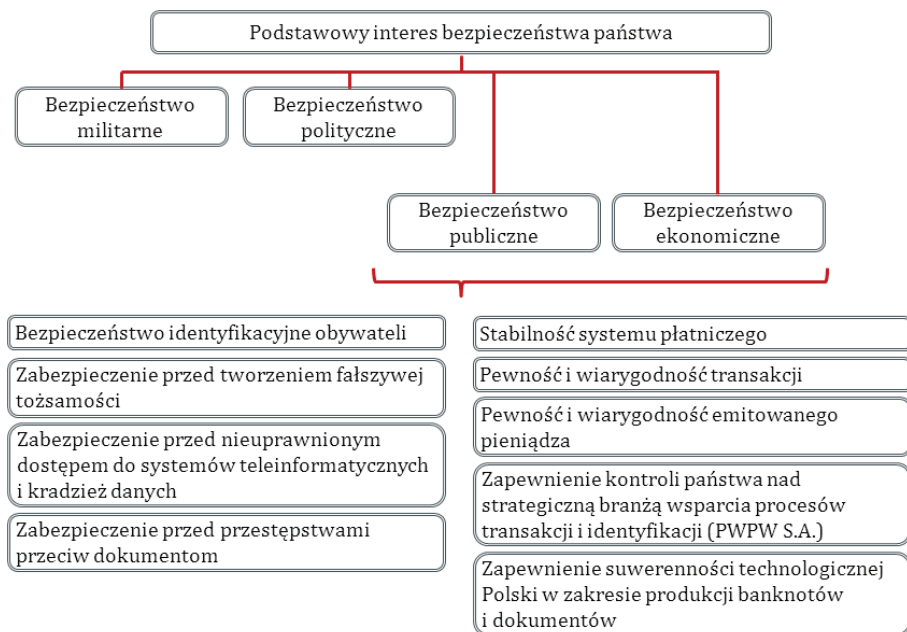 Podstawowy interes bezpieczeństwa państwa
Bezpieczeństwo
militarne
Bezpieczeństwo
polityczne
Bezpieczeństwo
publiczne
Bezpieczeństwo
ekonomiczne
Bezpieczeństwo identyfikacyjne obywateli
Zabezpieczenie przed tworzeniem fałszywej
tożsamości
Zabezpieczenie przed nieuprawnionym
dostępem do systemów teleinformatycznych
i kradzież danych
Zabezpieczenie przed przestępstwami
przeciw dokumentom
Stabilność systemu płatniczego
Pewność i wiarygodność transakcji
Pewność i wiarygodność emitowanego
pieniądza
Zapewnienie kontroli państwa nad
strategiczną branżą wsparcia procesów
transakcji i identyfikacji (PWPW S.A.)
Zapewnienie suwerenności technologicznej
Polski w zakresie produkcji banknotów
i dokumentów